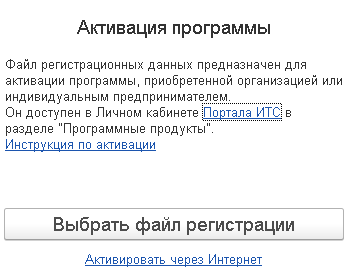 Активация программы
Файл регистрационных данных предназначен для
активации программы, приобретенной организацией или
индивидуальным предпринимателем.
Он доступен в Личном кабинете Портала ИТС в
разделе "Программные продукты".
Инструкция по активации
Выбрать файл регистрации
Активировать через Интернет